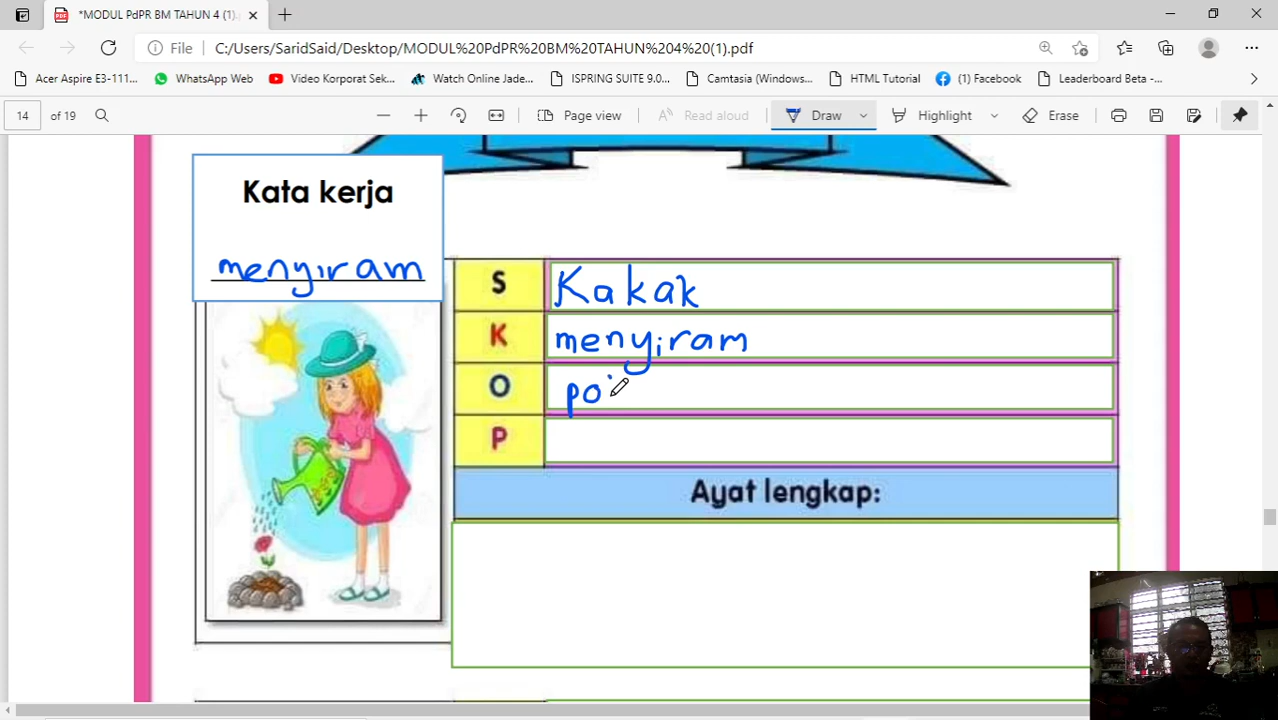 *MODUL PdPR BM TAHUN 4 (1).p
File C:/Users/SaridSaid/Desktop/MODUL%20PdPR%20BM%20TAHUN%204%20(1).pdf
Acer Aspire E3-111... WhatsApp Web Video Korporat Sek... Watch Online Jade... ISPRING SUITE 9.0... Camtasia (Windows... HTML Tutorial (1) Facebook Leaderboard Beta -...
14 of 19 Page view Read aloud Draw Highlight Erase
Kata kerja
menyiram
S Kakak
K menyiram
O po
P
Ayat lengkap: